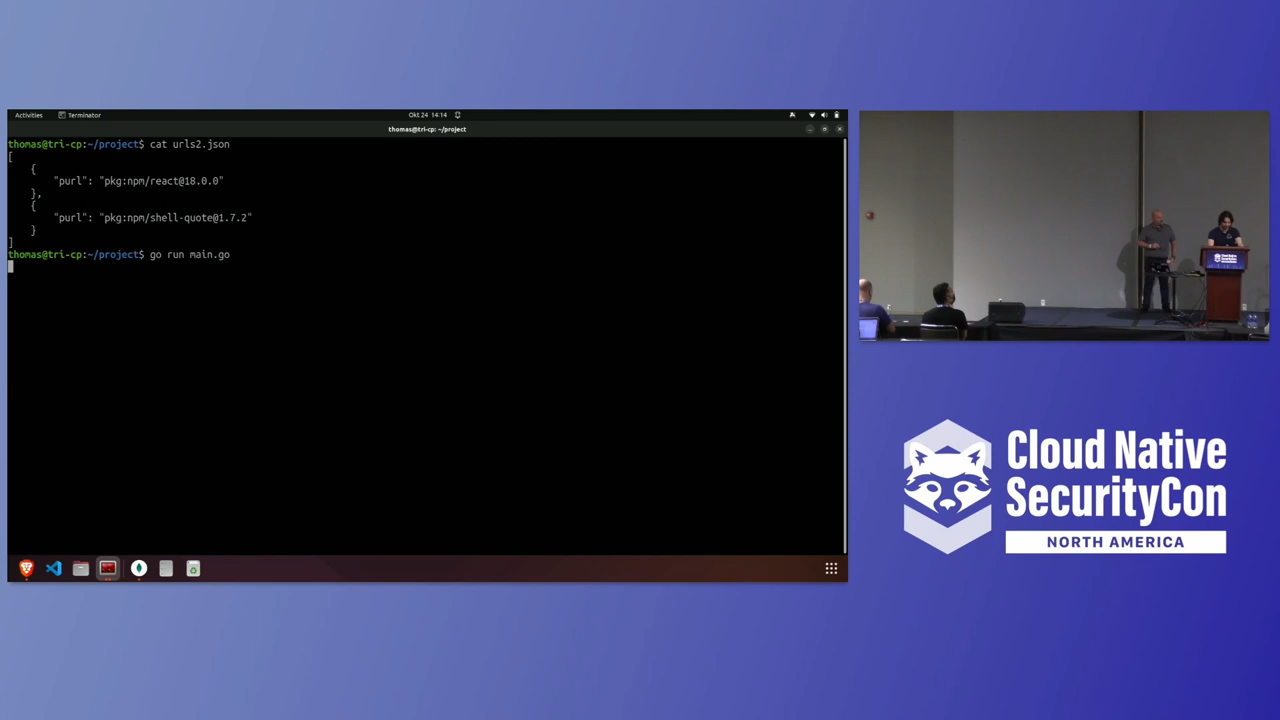 Activities
Terminator
Okt 24 14:14
thomas@tri-cp: ~/project
thomas@tri-cp:~/project$ cat urls2.json
[
{
"purl": "pkg:npm/react@18.0.0"
},
{
"purl": "pkg:npm/shell-quote@1.7.2"
}
]
thomas@tri-cp:~/project$ go run main.go
Cloud Native
SecurityCon
NORTH AMERICA